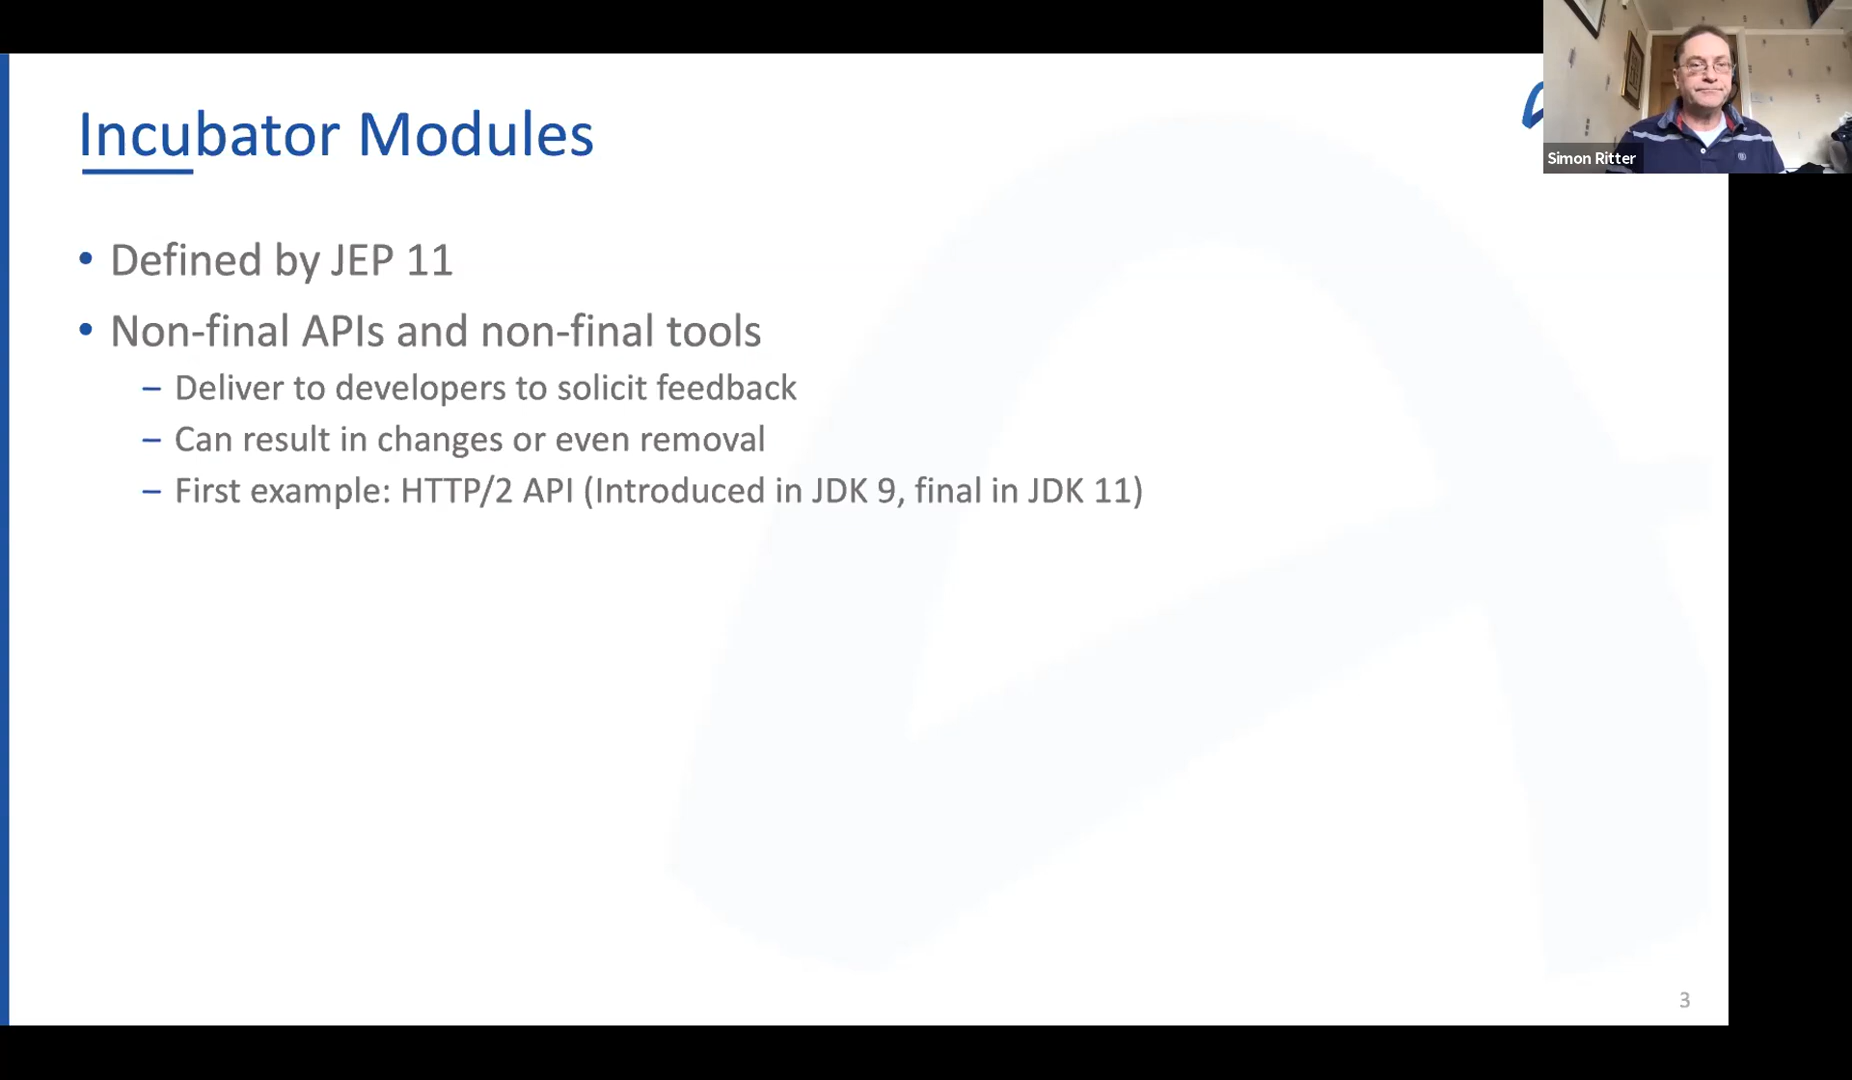 Incubator Modules
Simon Ritter
• Defined by JEP 11
• Non-final APIs and non-final tools
– Deliver to developers to solicit feedback
– Can result in changes or even removal
– First example: HTTP/2 API (Introduced in JDK 9, final in JDK 11)
3